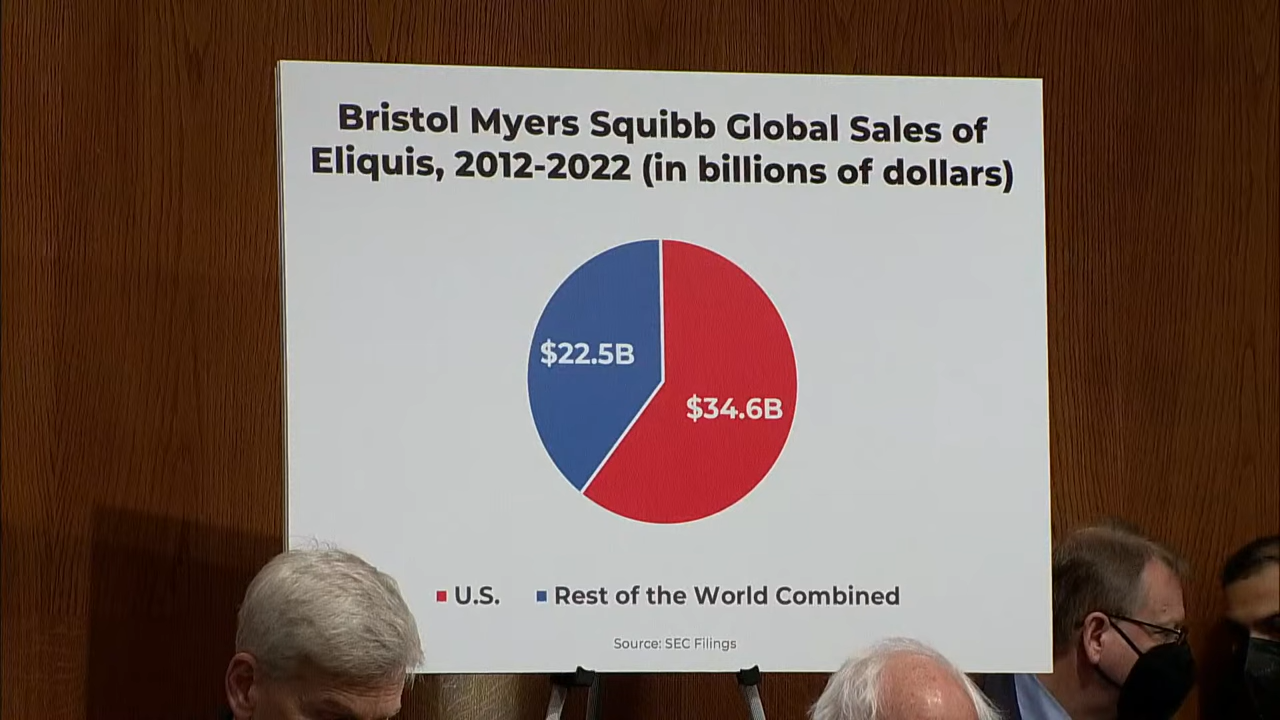 Bristol Myers Squibb Global Sales of
Eliquis, 2012-2022 (in billions of dollars)
$22.5B
$34.6B
U.S. Rest of the World Combined
Source: SEC Filings